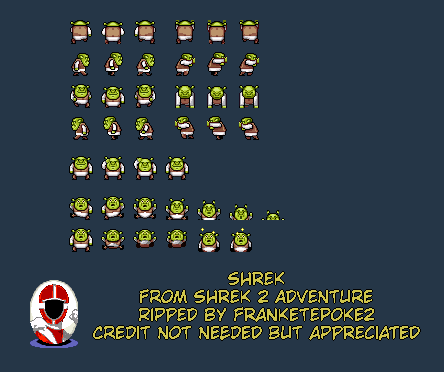 SHREK
FROM SHREK 2 ADVENTURE
RIPPED BY FRANKETEPOKE2
CREDIT NOT NEEDED BUT APPRECIATED